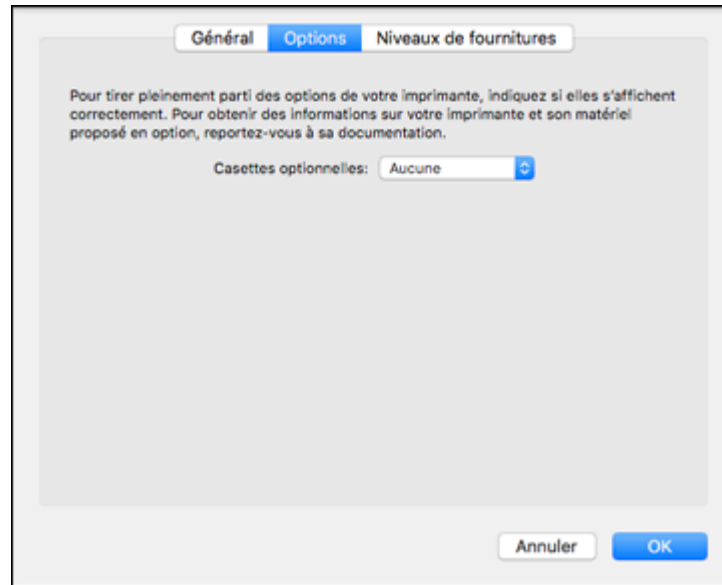 Général Options Niveaux de fournitures
Pour tirer pleinement parti des options de votre imprimante, indiquez si elles s'affichent
correctement. Pour obtenir des informations sur votre imprimante et son matériel
proposé en option, reportez-vous à sa documentation.
Casettes optionnelles: Aucune
Annuler OK